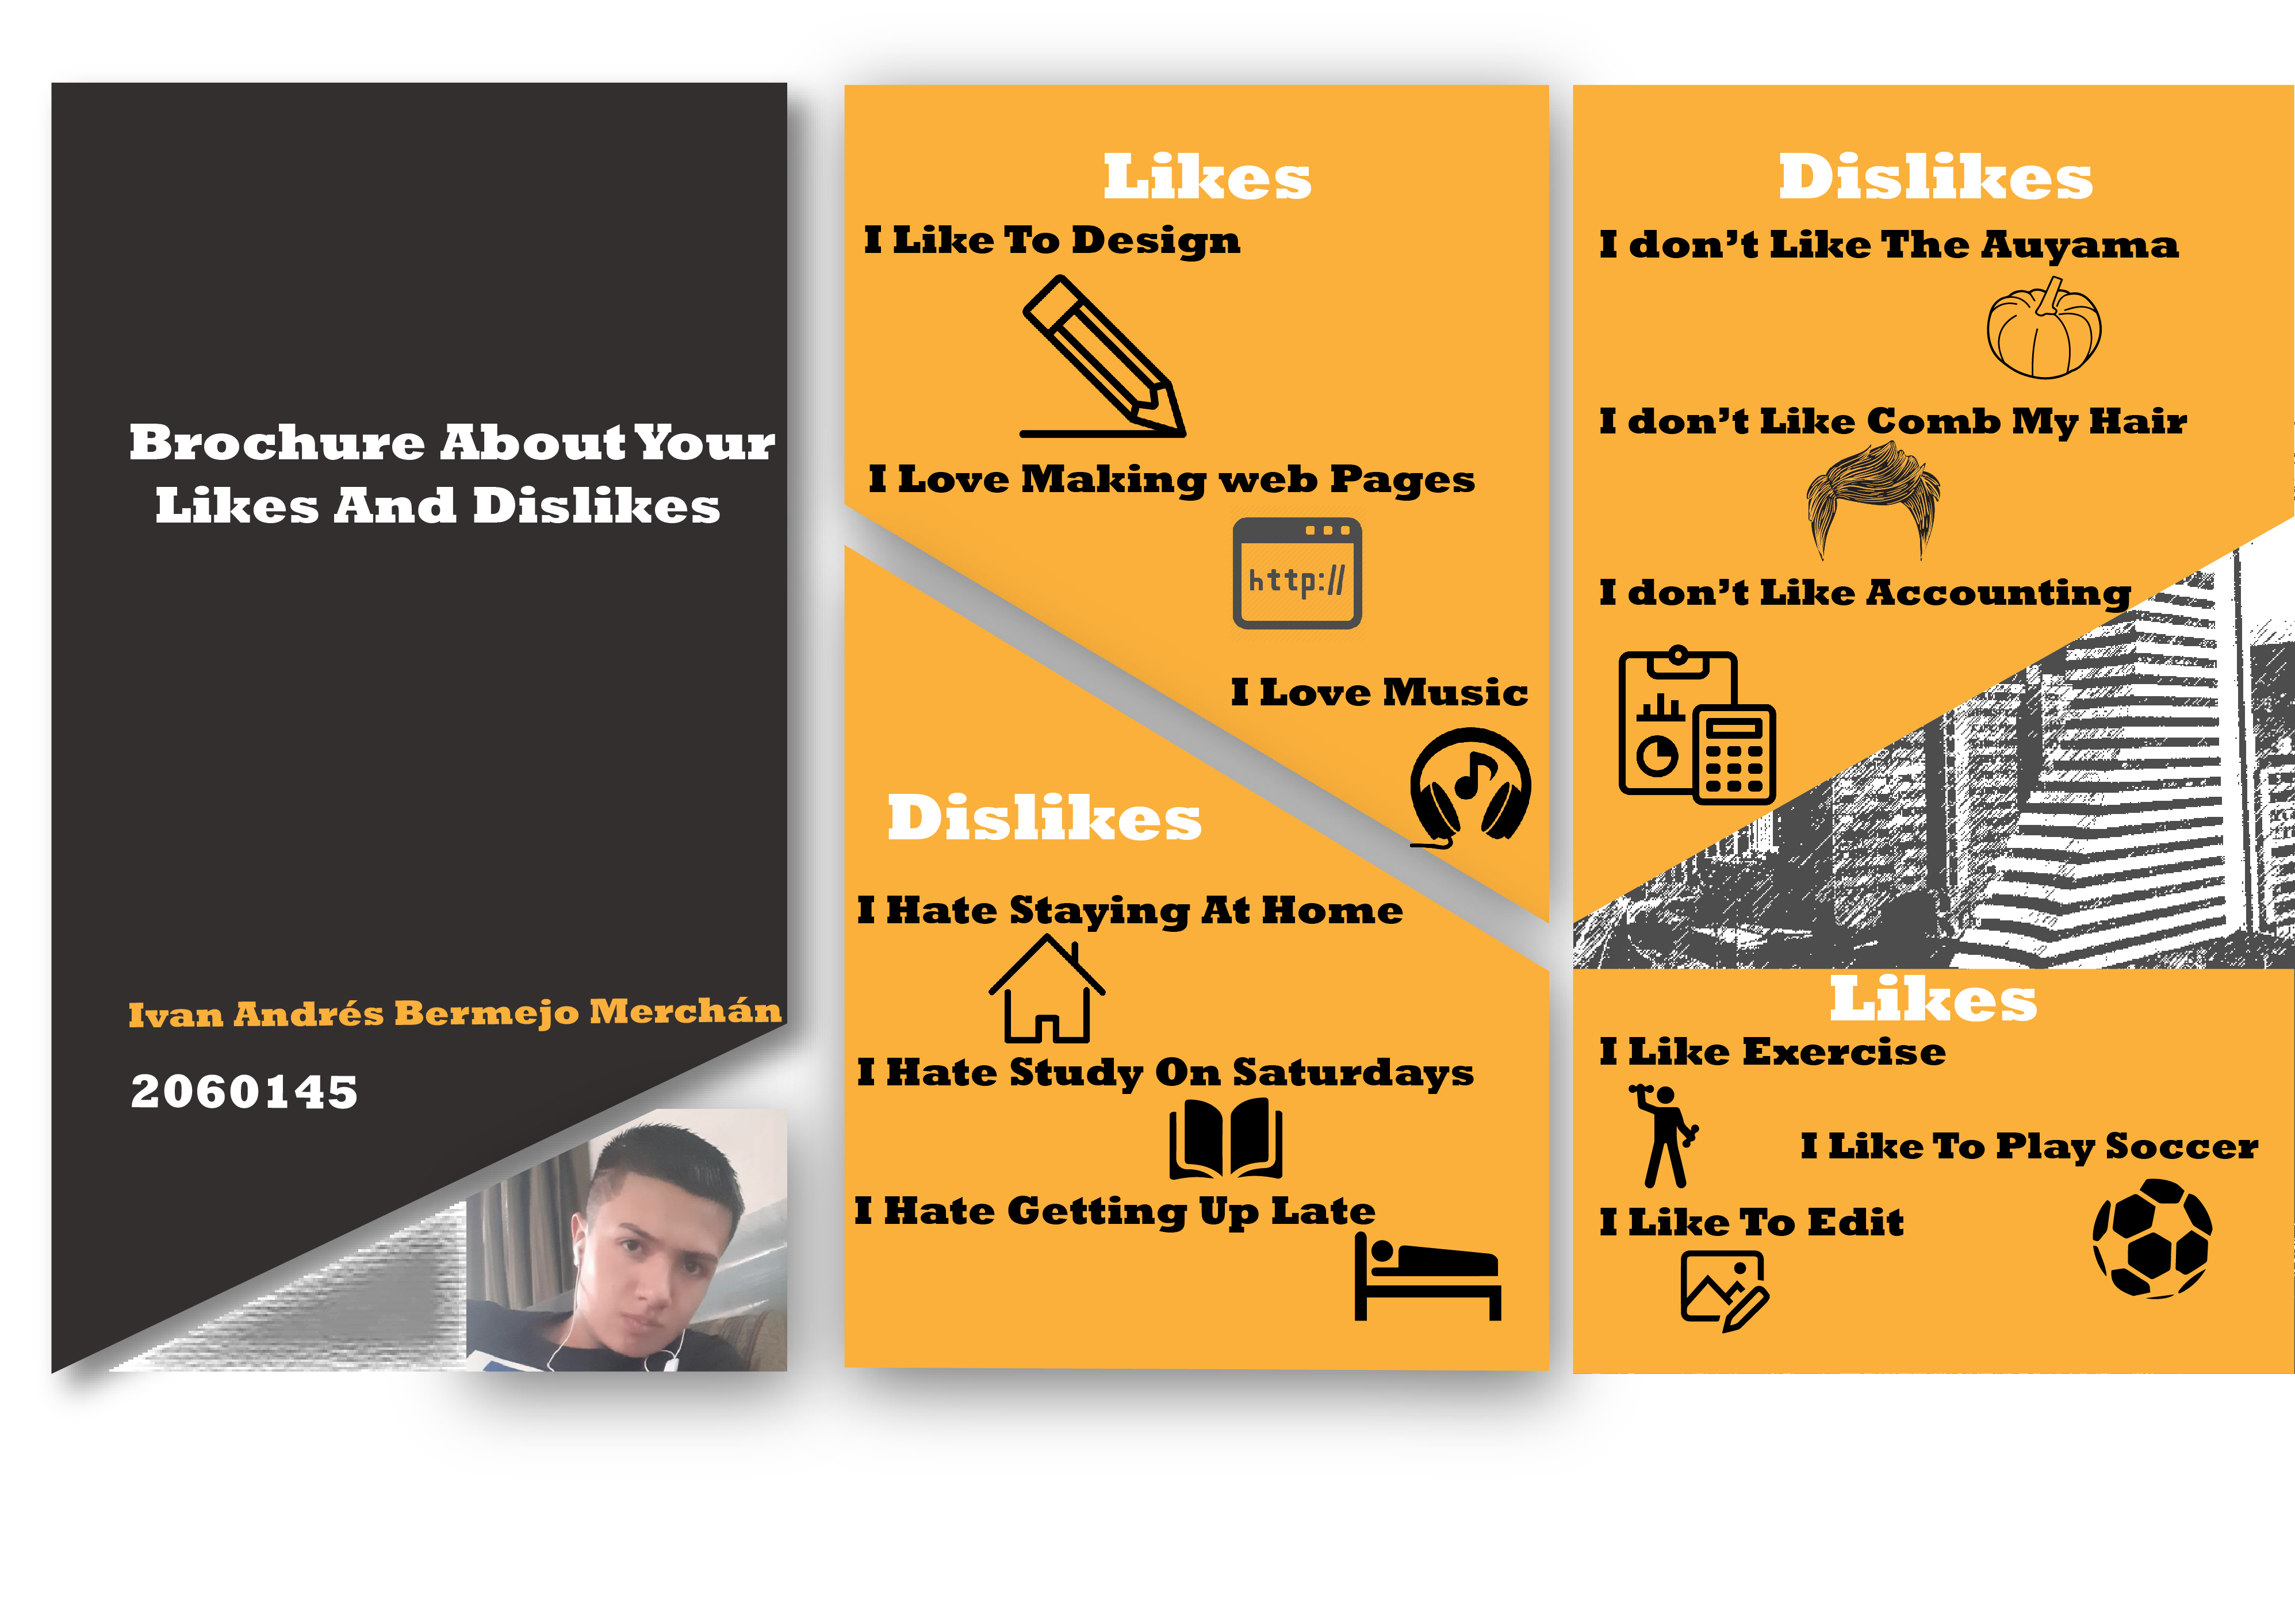 Brochure About Your
Likes And Dislikes
Ivan Andrés Bermejo Merchán
2060145
Likes
I Like To Design
I Love Making web Pages
http://
I Love Music
Dislikes
I Hate Staying At Home
I Hate Study On Saturdays
I Hate Getting Up Late
Dislikes
I don’t Like The Auyama
I don’t Like Comb My Hair
I don’t Like Accounting
Likes
I Like Exercise
I Like To Play Soccer
I Like To Edit